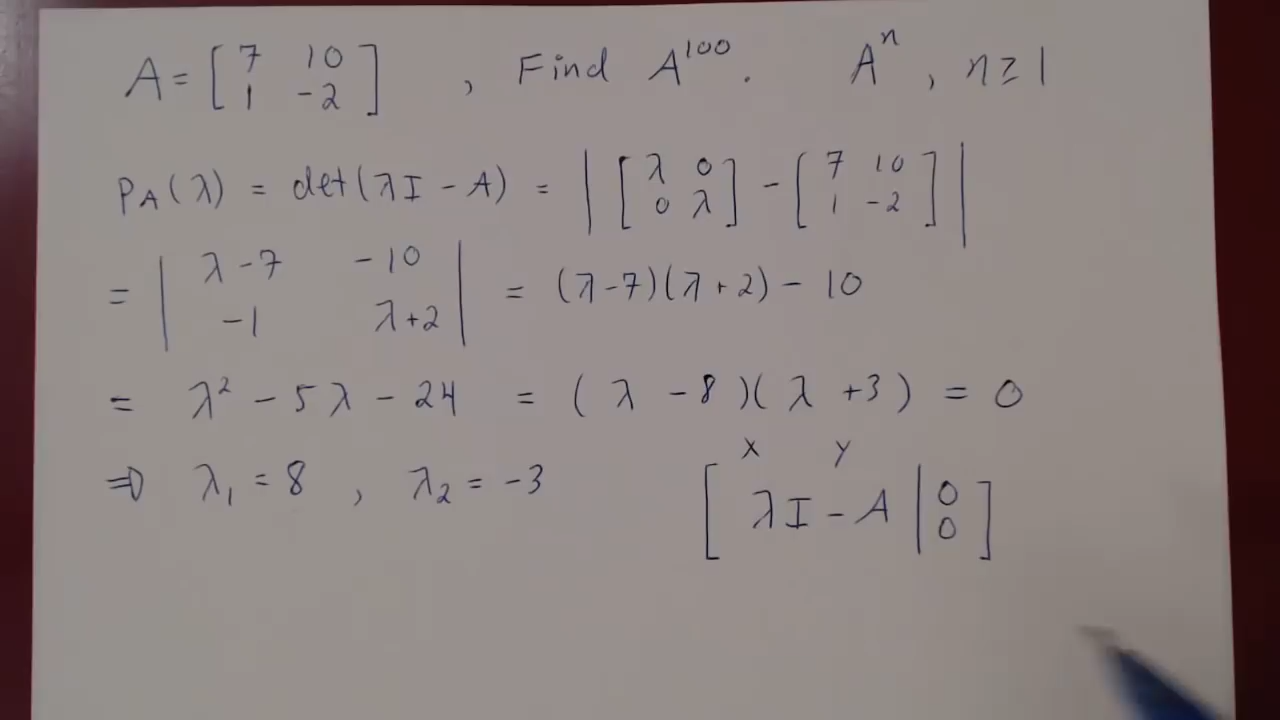 A = [ 7 10 1 -2 ] , Find A^100 . A^n , n ≥ 1
P_A(λ) = det(λI - A) = | [ λ 0 0 λ ] - [ 7 10 1 -2 ] |
= | λ-7 -10 -1 λ+2 | = (λ-7)(λ+2) - 10
= λ² - 5λ - 24 = ( λ - 8 )( λ + 3 ) = 0
⇒ λ₁ = 8 , λ₂ = -3
x y
[ λI - A | 0 0 ]